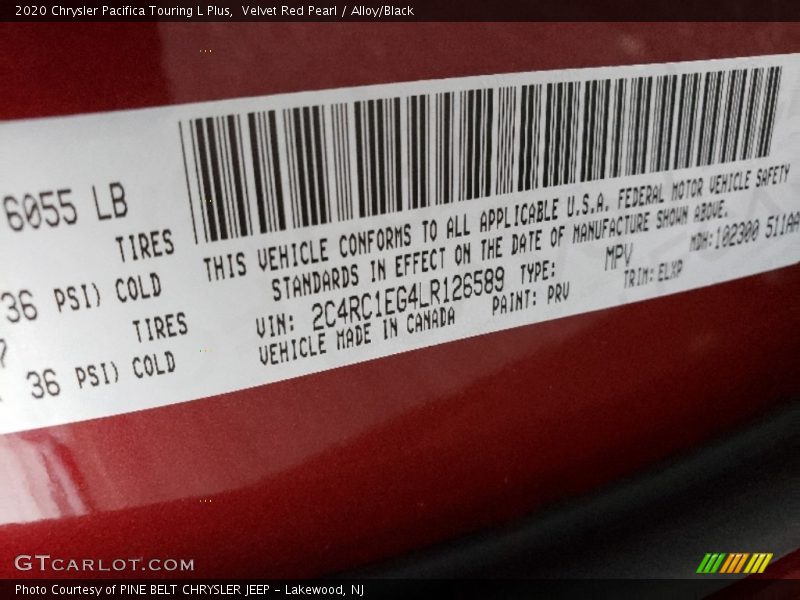 2020 Chrysler Pacifica Touring L Plus, Velvet Red Pearl / Alloy/Black
6055 LB
TIRES
36 PSI) COLD
TIRES
36 PSI) COLD
THIS VEHICLE CONFORMS TO ALL APPLICABLE U.S.A. FEDERAL MOTOR VEHICLE SAFETY
STANDARDS IN EFFECT ON THE DATE OF MANUFACTURE SHOWN ABOVE.
VIN: 2C4RC1EG4LR126589 TYPE: MPV MDH:102300 511AA
VEHICLE MADE IN CANADA PAINT: PRV TRIM:ELXP
GTCARLOT.COM
Photo Courtesy of PINE BELT CHRYSLER JEEP - Lakewood, NJ